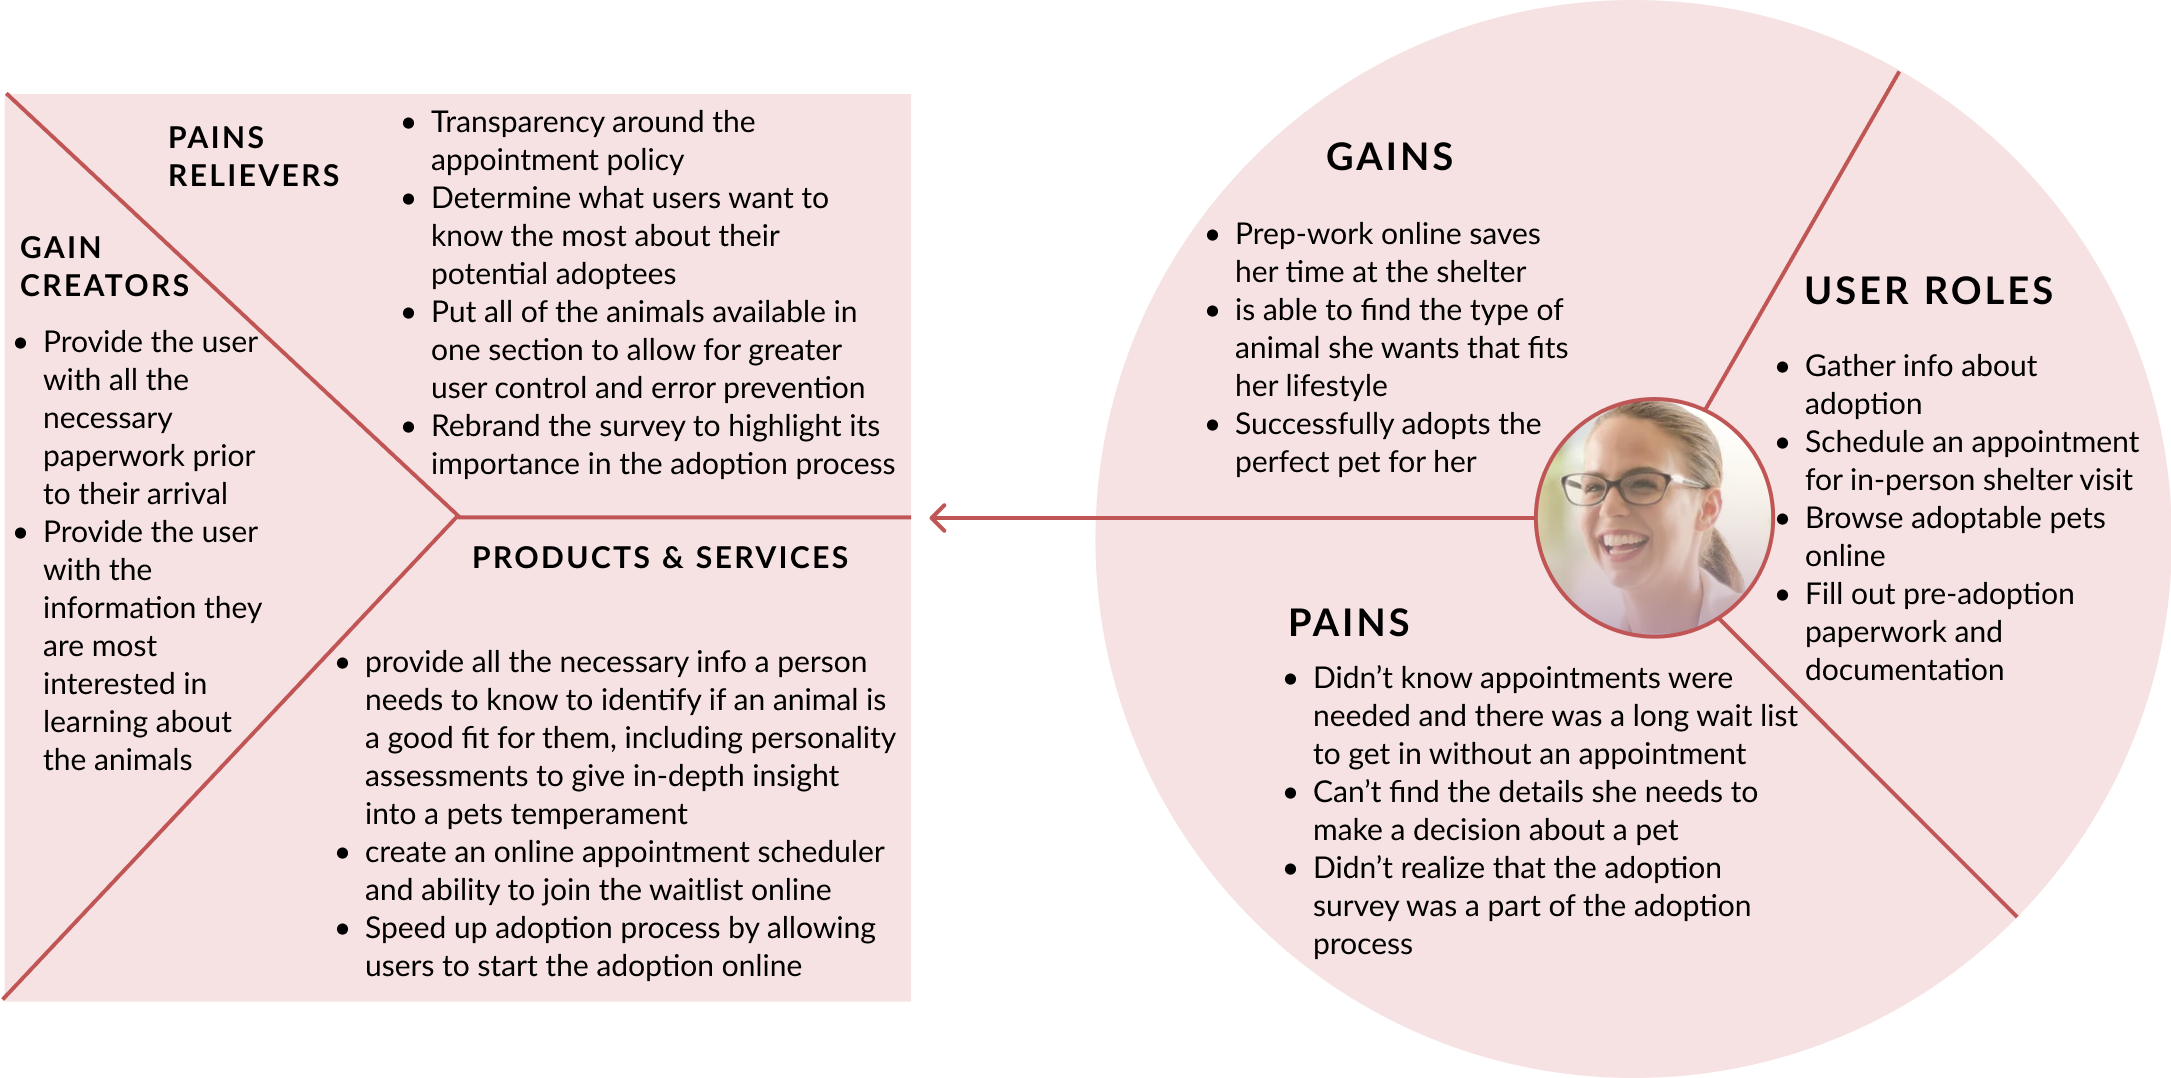 PAINS
RELIEVERS
• Transparency around the
appointment policy
• Determine what users want to
know the most about their
potential adoptees
• Put all of the animals available in
one section to allow for greater
user control and error prevention
• Rebrand the survey to highlight its
importance in the adoption process
GAIN
CREATORS
• Provide the user
with all the
necessary
paperwork prior
to their arrival
• Provide the user
with the
information they
are most
interested in
learning about
the animals
PRODUCTS & SERVICES
• provide all the necessary info a person
needs to know to identify if an animal is
a good fit for them, including personality
assessments to give in-depth insight
into a pets temperament
• create an online appointment scheduler
and ability to join the waitlist online
• Speed up adoption process by allowing
users to start the adoption online
GAINS
• Prep-work online saves
her time at the shelter
• is able to find the type of
animal she wants that fits
her lifestyle
• Successfully adopts the
perfect pet for her
USER ROLES
• Gather info about
adoption
• Schedule an appointment
for in-person shelter visit
• Browse adoptable pets
online
• Fill out pre-adoption
paperwork and
documentation
PAINS
• Didn’t know appointments were
needed and there was a long wait list
to get in without an appointment
• Can’t find the details she needs to
make a decision about a pet
• Didn’t realize that the adoption
survey was a part of the adoption
process